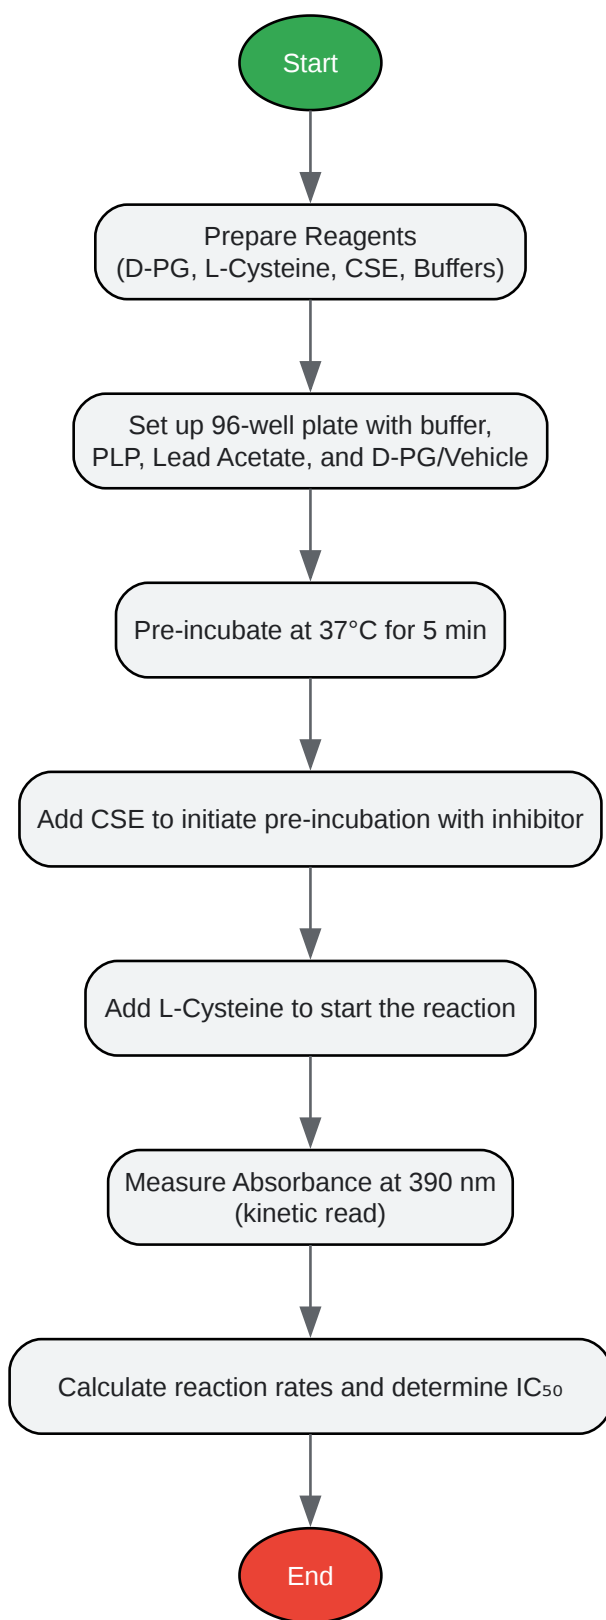 Start
Prepare Reagents
(D-PG, L-Cysteine, CSE, Buffers)
Set up 96-well plate with buffer,
PLP, Lead Acetate, and D-PG/Vehicle
Pre-incubate at 37°C for 5 min
Add CSE to initiate pre-incubation with inhibitor
Add L-Cysteine to start the reaction
Measure Absorbance at 390 nm
(kinetic read)
Calculate reaction rates and determine IC₅₀
End